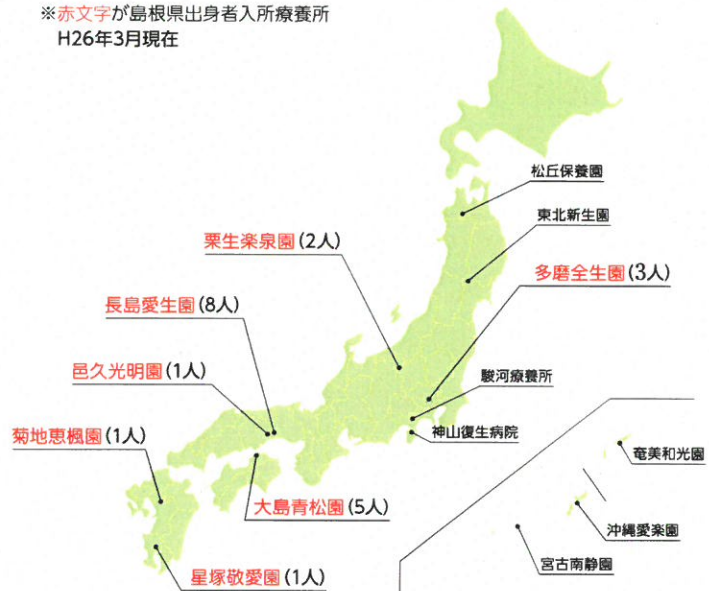 ※赤文字が島根県出身者入所療養所
H26年3月現在
松丘保養園
東北新生園
栗生楽泉園(2人)
多磨全生園(3人)
長島愛生園(8人)
邑久光明園(1人)
駿河療養所
菊地恵楓園(1人)
神山復生病院
奄美和光園
大島青松園(5人)
沖縄愛楽園
宮古南静園
星塚敬愛園(1人)